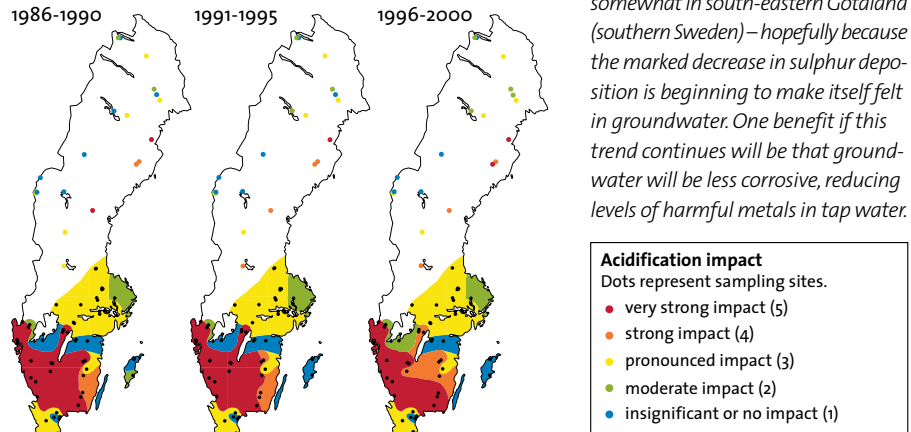 1986-1990
1991-1995
1996-2000
somewhat in south-eastern Götaland
(southern Sweden) – hopefully because
the marked decrease in sulphur depo-
sition is beginning to make itself felt
in groundwater. One benefit if this
trend continues will be that ground-
water will be less corrosive, reducing
levels of harmful metals in tap water.
Acidification impact
Dots represent sampling sites.
very strong impact (5)
strong impact (4)
pronounced impact (3)
moderate impact (2)
insignificant or no impact (1)